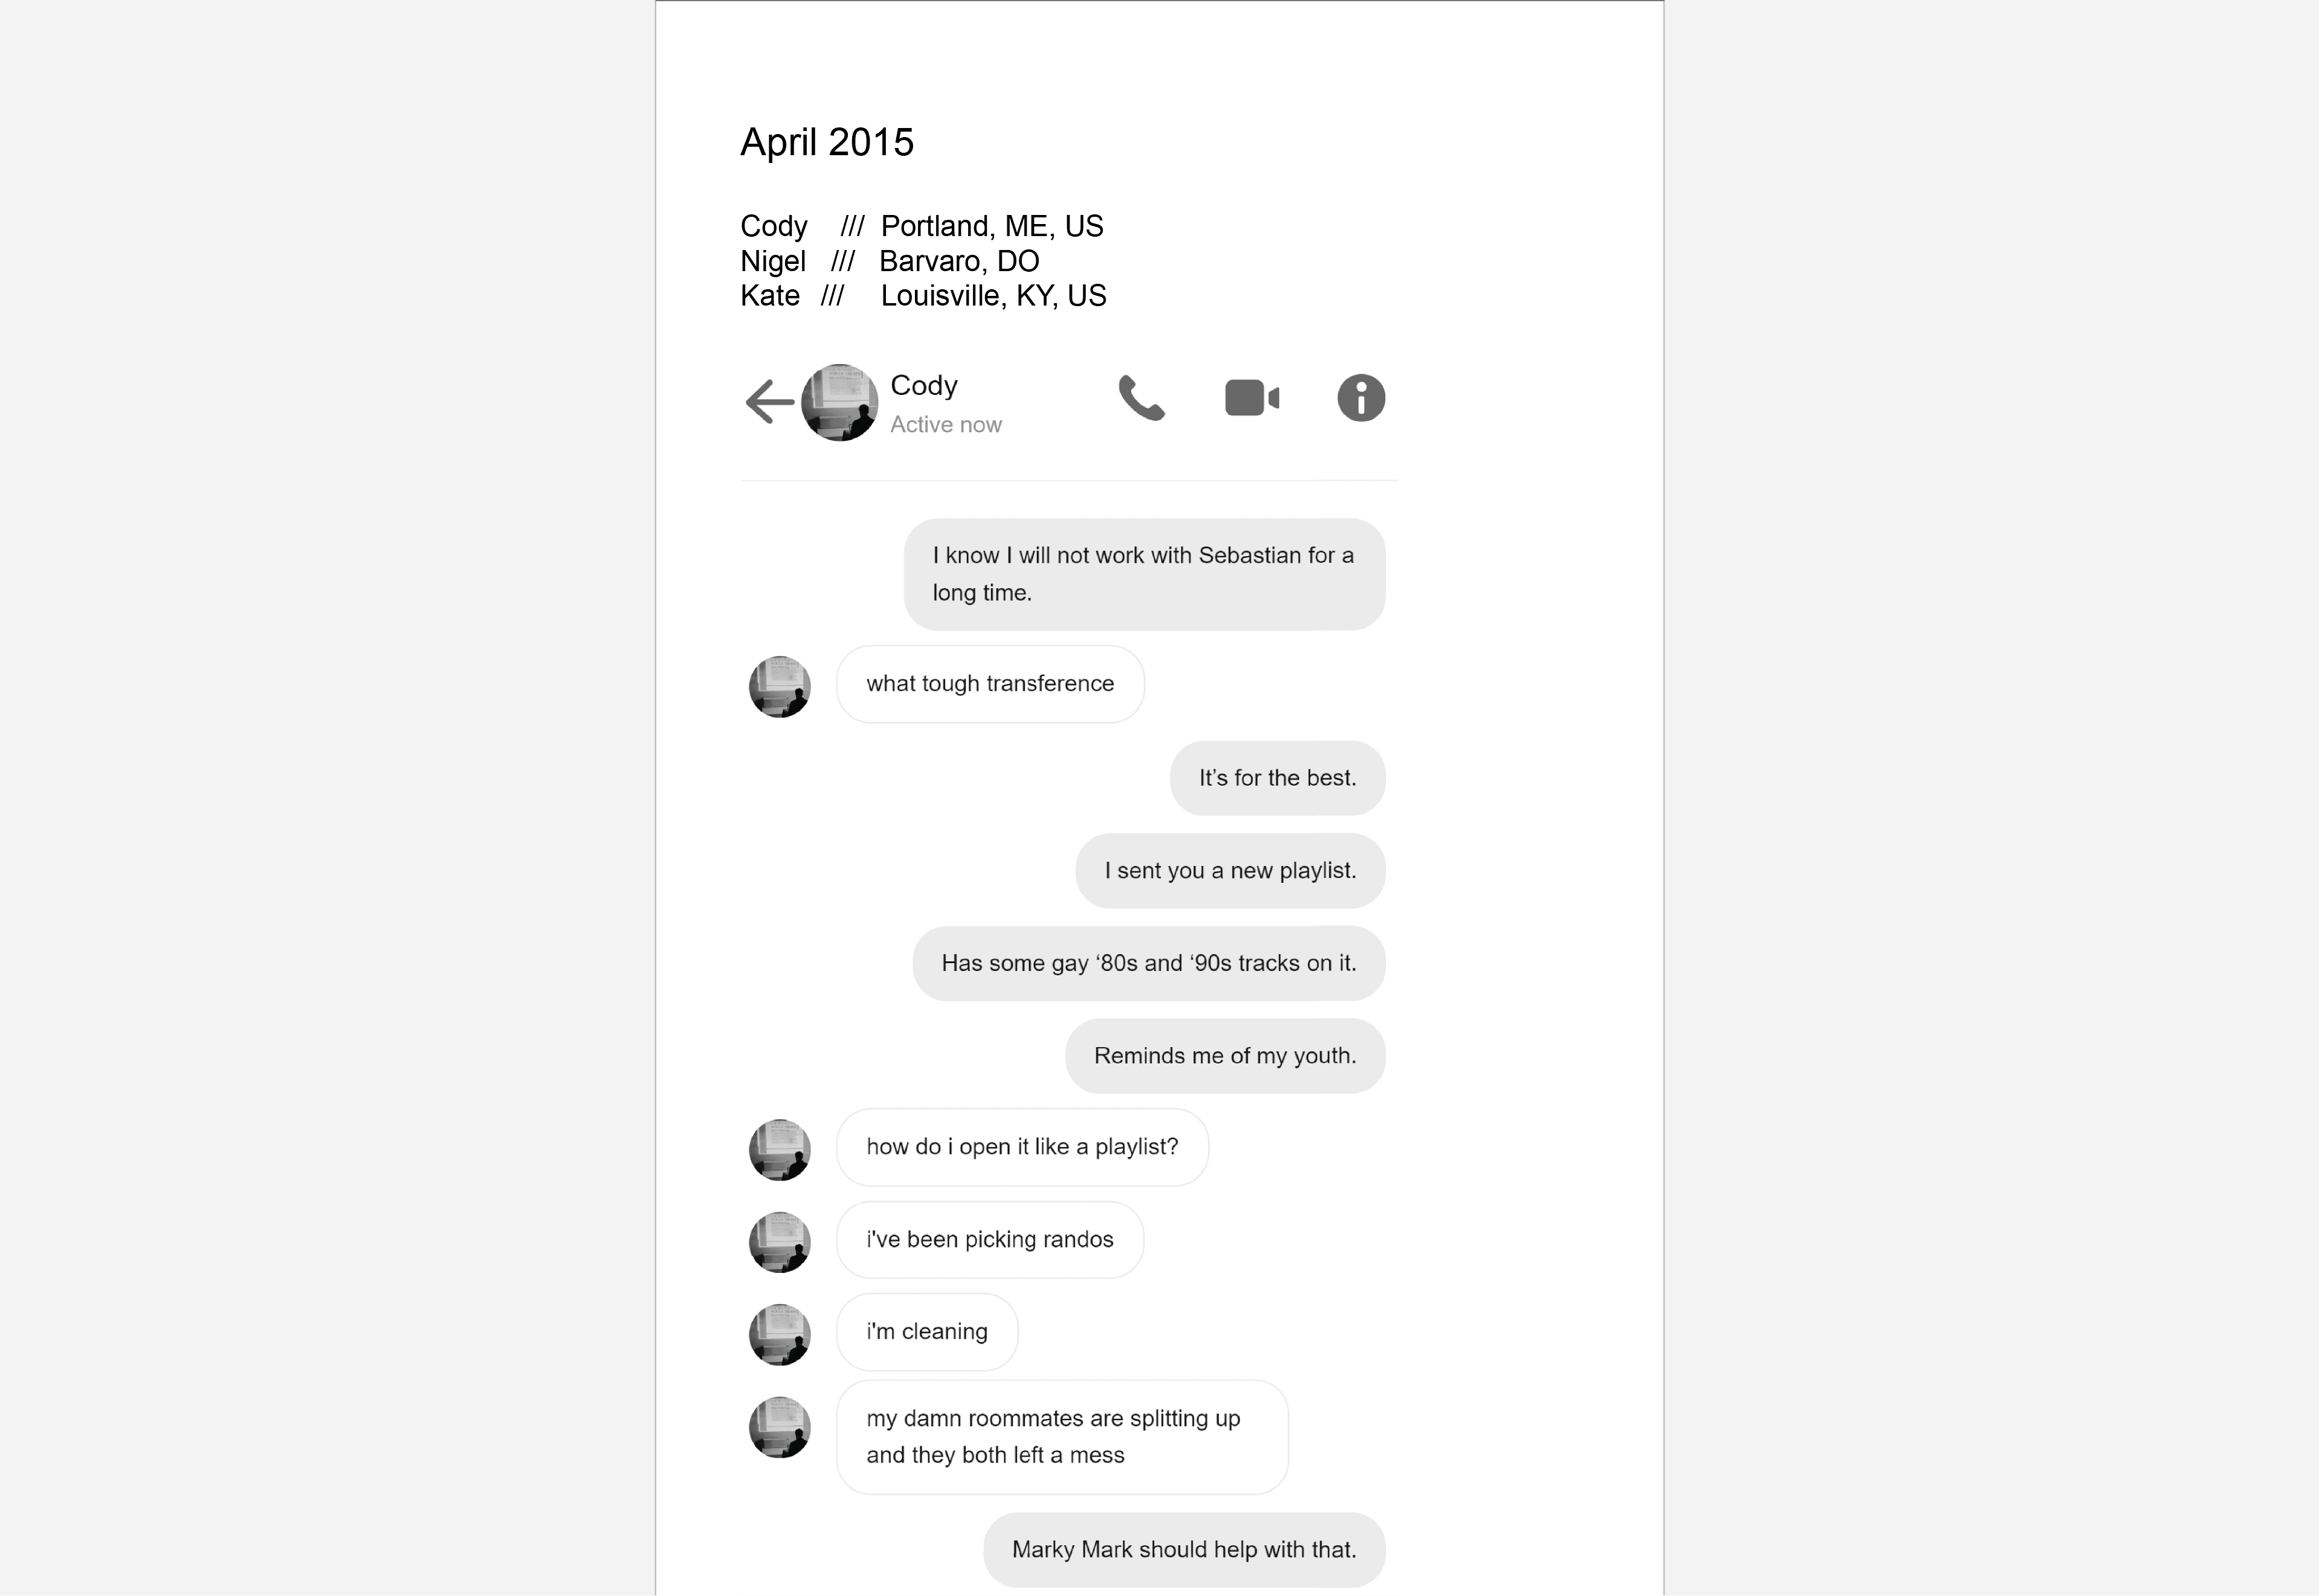 April 2015
Cody /// Portland, ME, US
Nigel /// Barvaro, DO
Kate /// Louisville, KY, US
Cody
Active now
I know I will not work with Sebastian for a
long time.
what tough transference
It’s for the best.
I sent you a new playlist.
Has some gay ‘80s and ‘90s tracks on it.
Reminds me of my youth.
how do i open it like a playlist?
i've been picking randos
i'm cleaning
my damn roommates are splitting up
and they both left a mess
Marky Mark should help with that.